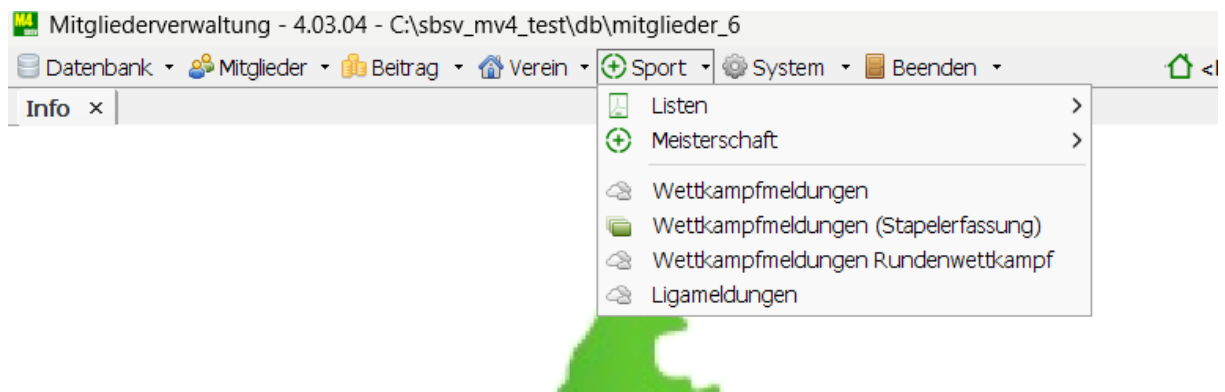 Mitgliederverwaltung - 4.03.04 - C:\sbsv_mv4_test\db\mitglieder_6
Datenbank Mitglieder Beitrag Verein Sport System Beenden <
Info ×
Listen
Meisterschaft
Wettkampfmeldungen
Wettkampfmeldungen (Stapelerfassung)
Wettkampfmeldungen Rundenwettkampf
Ligameldungen